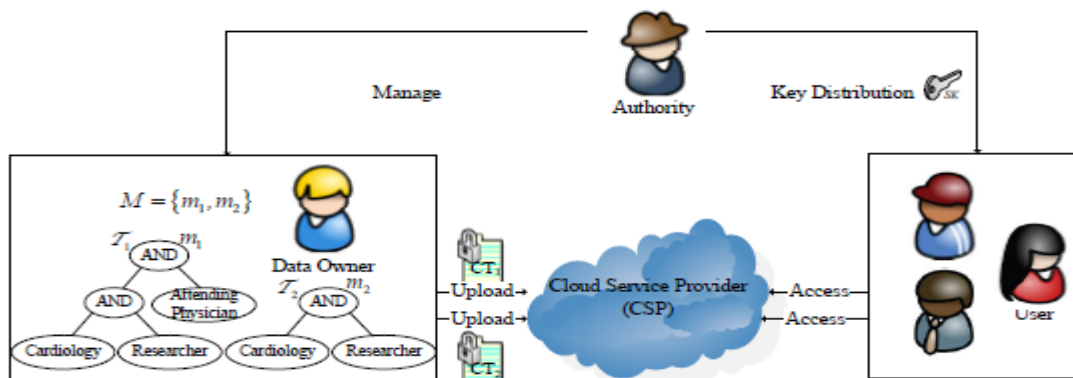 Manage
Key Distribution SK
Authority
M = {m₁, m₂}
𝒯₁ AND m₁
Data Owner
AND
Attending Physician
𝒯₂ AND m₂
Cardiology
Researcher
Cardiology
Researcher
CT₁
Upload
Upload
CT₂
Cloud Service Provider
(CSP)
Access
Access
User